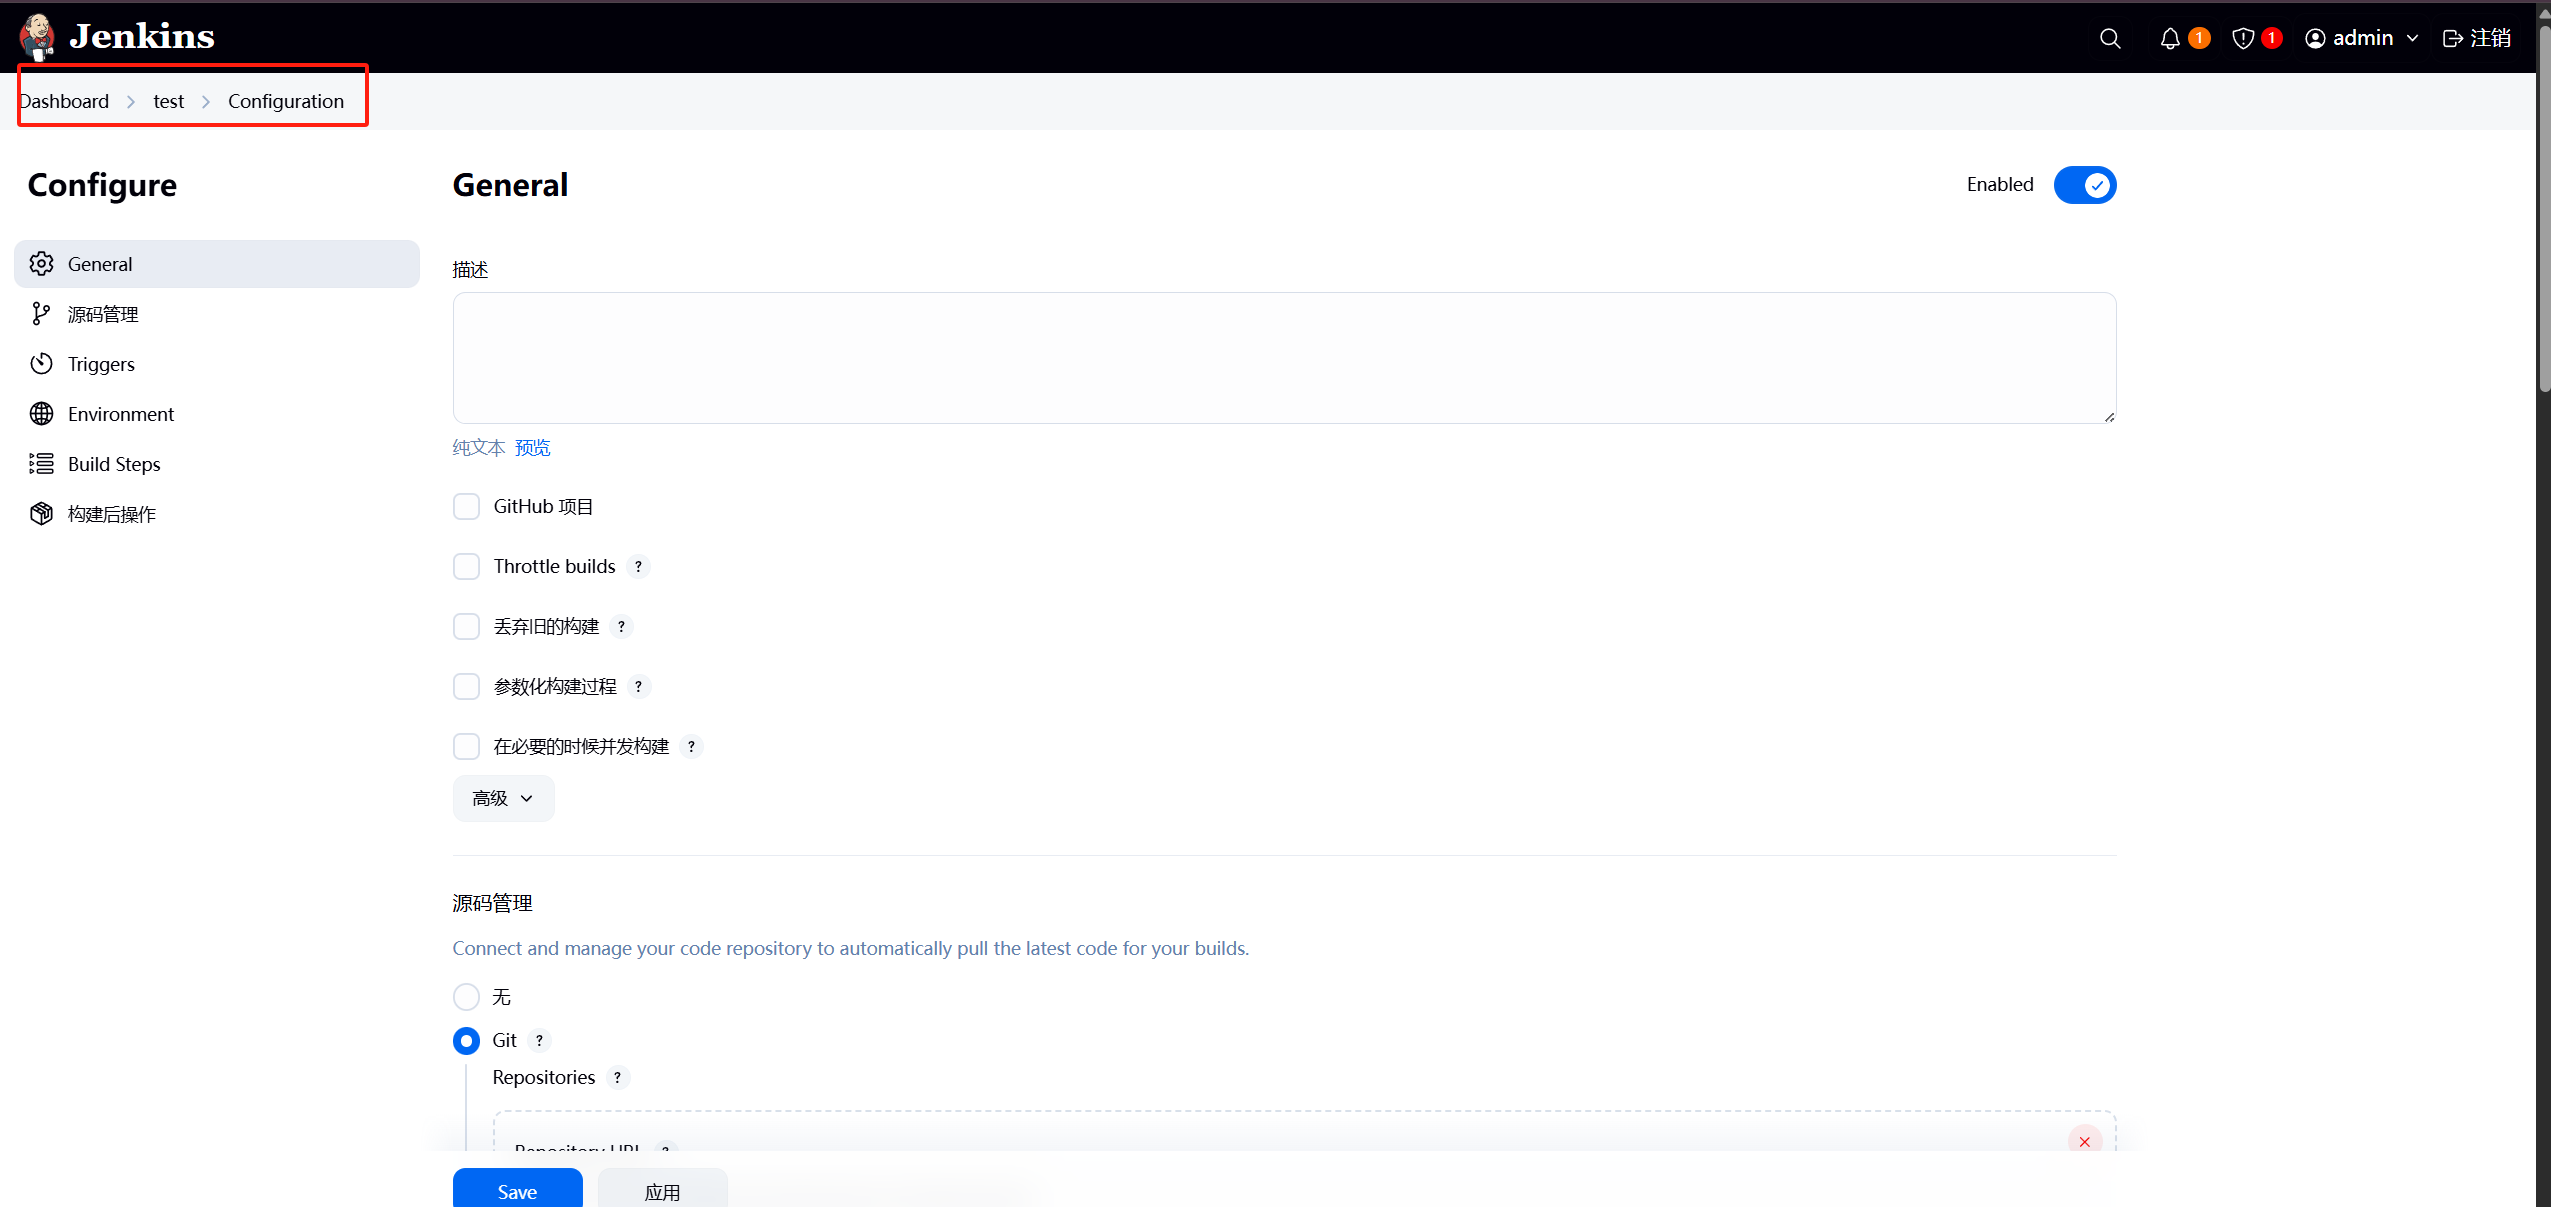 Jenkins
1
1
admin
注销
Dashboard
test
Configuration
Configure
General
源码管理
Triggers
Environment
Build Steps
构建后操作
General
Enabled
描述
纯文本 预览
GitHub 项目
Throttle builds ?
丢弃旧的构建 ?
参数化构建过程 ?
在必要的时候并发构建 ?
高级
源码管理
Connect and manage your code repository to automatically pull the latest code for your builds.
无
Git ?
Repositories ?
Repository URL ?
Save
应用